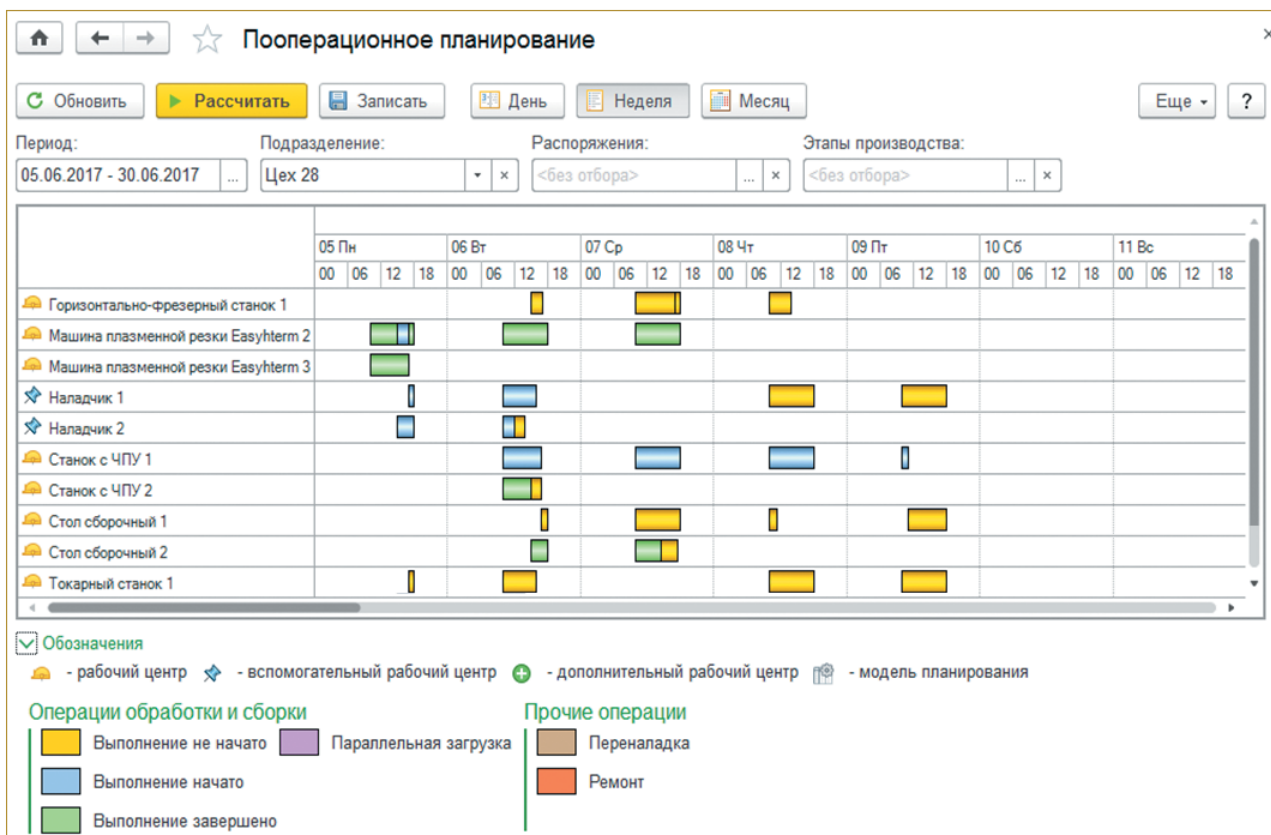 Пооперационное планирование
Обновить Рассчитать Записать День Неделя Месяц Еще ?
Период: Подразделение: Распоряжения: Этапы производства:
05.06.2017 - 30.06.2017 ... Цех 28 × <без отбора> ... × <без отбора> ... ×
05 Пн 06 Вт 07 Ср 08 Чт 09 Пт 10 Сб 11 Вс
00 06 12 18 00 06 12 18 00 06 12 18 00 06 12 18 00 06 12 18 00 06 12 18 00 06 12 18
Горизонтально-фрезерный станок 1
Машина плазменной резки Easyhterm 2
Машина плазменной резки Easyhterm 3
Наладчик 1
Наладчик 2
Станок с ЧПУ 1
Станок с ЧПУ 2
Стол сборочный 1
Стол сборочный 2
Токарный станок 1
Обозначения
- рабочий центр - вспомогательный рабочий центр - дополнительный рабочий центр - модель планирования
Операции обработки и сборки Прочие операции
Выполнение не начато Параллельная загрузка Переналадка
Выполнение начато Ремонт
Выполнение завершено